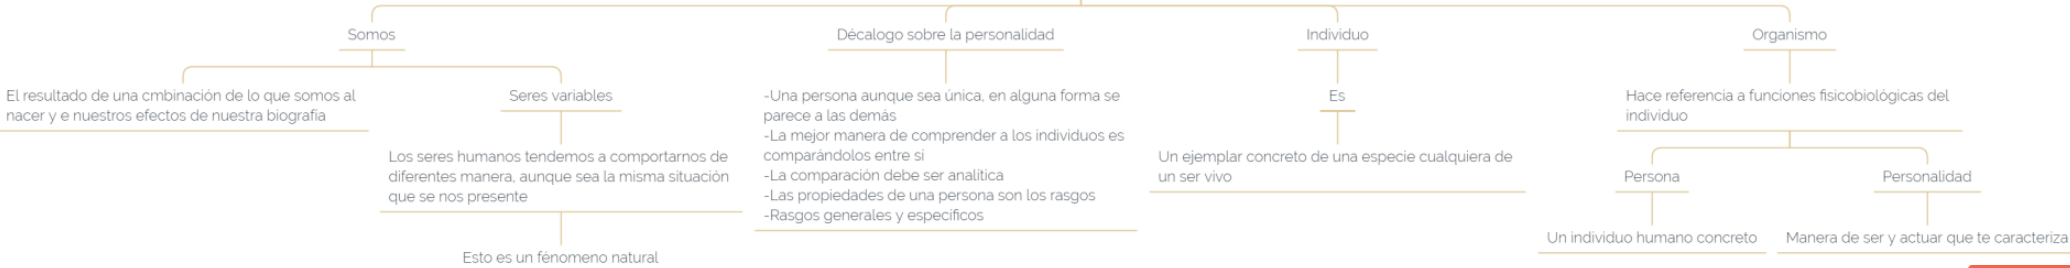 Somos
El resultado de una cmbinación de lo que somos al
nacer y e nuestros efectos de nuestra biografía
Seres variables
Los seres humanos tendemos a comportarnos de
diferentes manera, aunque sea la misma situación
que se nos presente
Esto es un fénomeno natural
Décalogo sobre la personalidad
-Una persona aunque sea única, en alguna forma se
parece a las demás
-La mejor manera de comprender a los individuos es
comparándolos entre sí
-La comparación debe ser analítica
-Las propiedades de una persona son los rasgos
-Rasgos generales y específicos
Individuo
Es
Un ejemplar concreto de una especie cualquiera de
un ser vivo
Organismo
Hace referencia a funciones fisicobiológicas del
individuo
Persona
Un individuo humano concreto
Personalidad
Manera de ser y actuar que te caracteriza